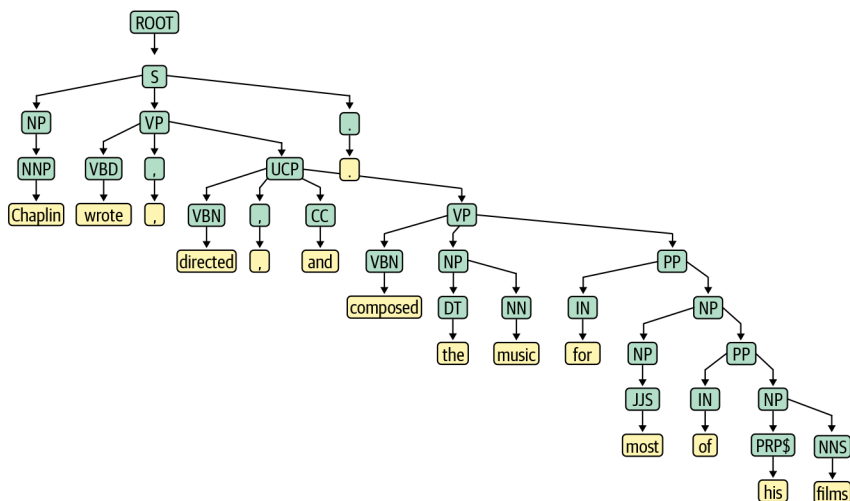 ROOT
S
NP VP .
NNP VBD , UCP .
Chaplin wrote , VBN , CC VP
directed , and VBN NP PP
composed DT NN IN NP
the music for NP PP
JJS IN NP
most of PRP$ NNS
his films